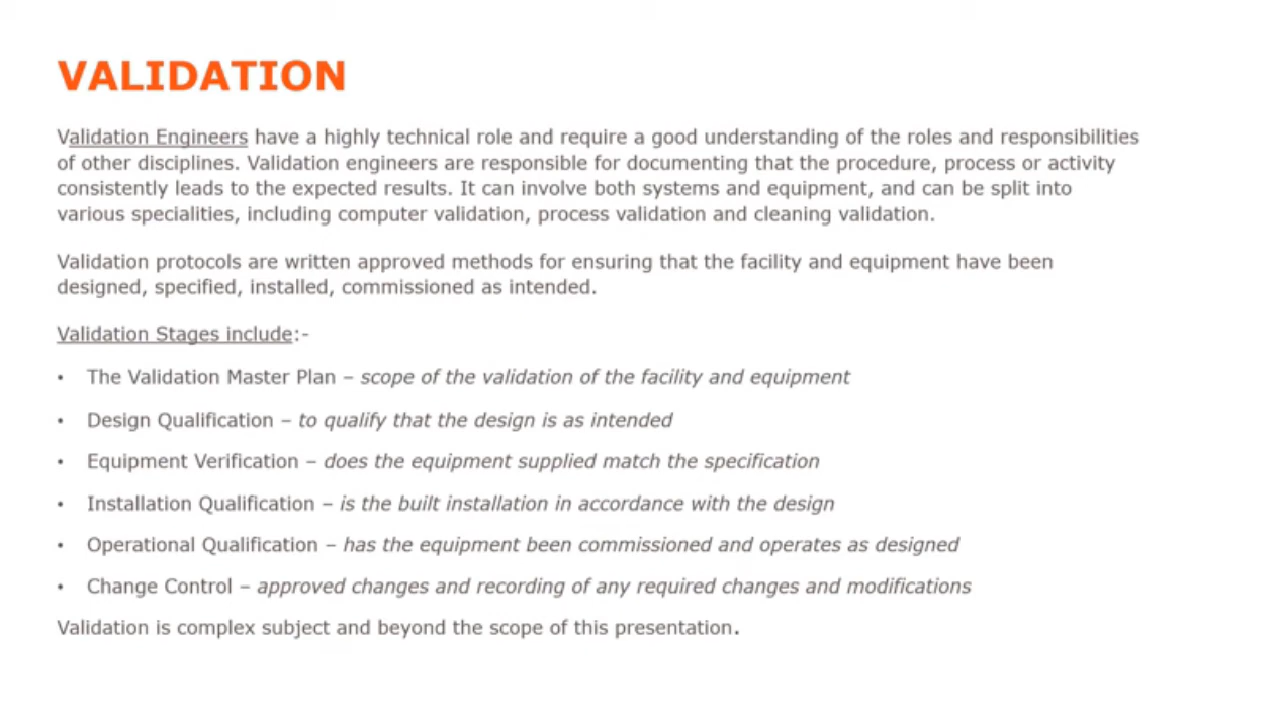 VALIDATION
Validation Engineers have a highly technical role and require a good understanding of the roles and responsibilities
of other disciplines. Validation engineers are responsible for documenting that the procedure, process or activity
consistently leads to the expected results. It can involve both systems and equipment, and can be split into
various specialities, including computer validation, process validation and cleaning validation.
Validation protocols are written approved methods for ensuring that the facility and equipment have been
designed, specified, installed, commissioned as intended.
Validation Stages include:-
• The Validation Master Plan – scope of the validation of the facility and equipment
• Design Qualification – to qualify that the design is as intended
• Equipment Verification – does the equipment supplied match the specification
• Installation Qualification – is the built installation in accordance with the design
• Operational Qualification – has the equipment been commissioned and operates as designed
• Change Control – approved changes and recording of any required changes and modifications
Validation is complex subject and beyond the scope of this presentation.